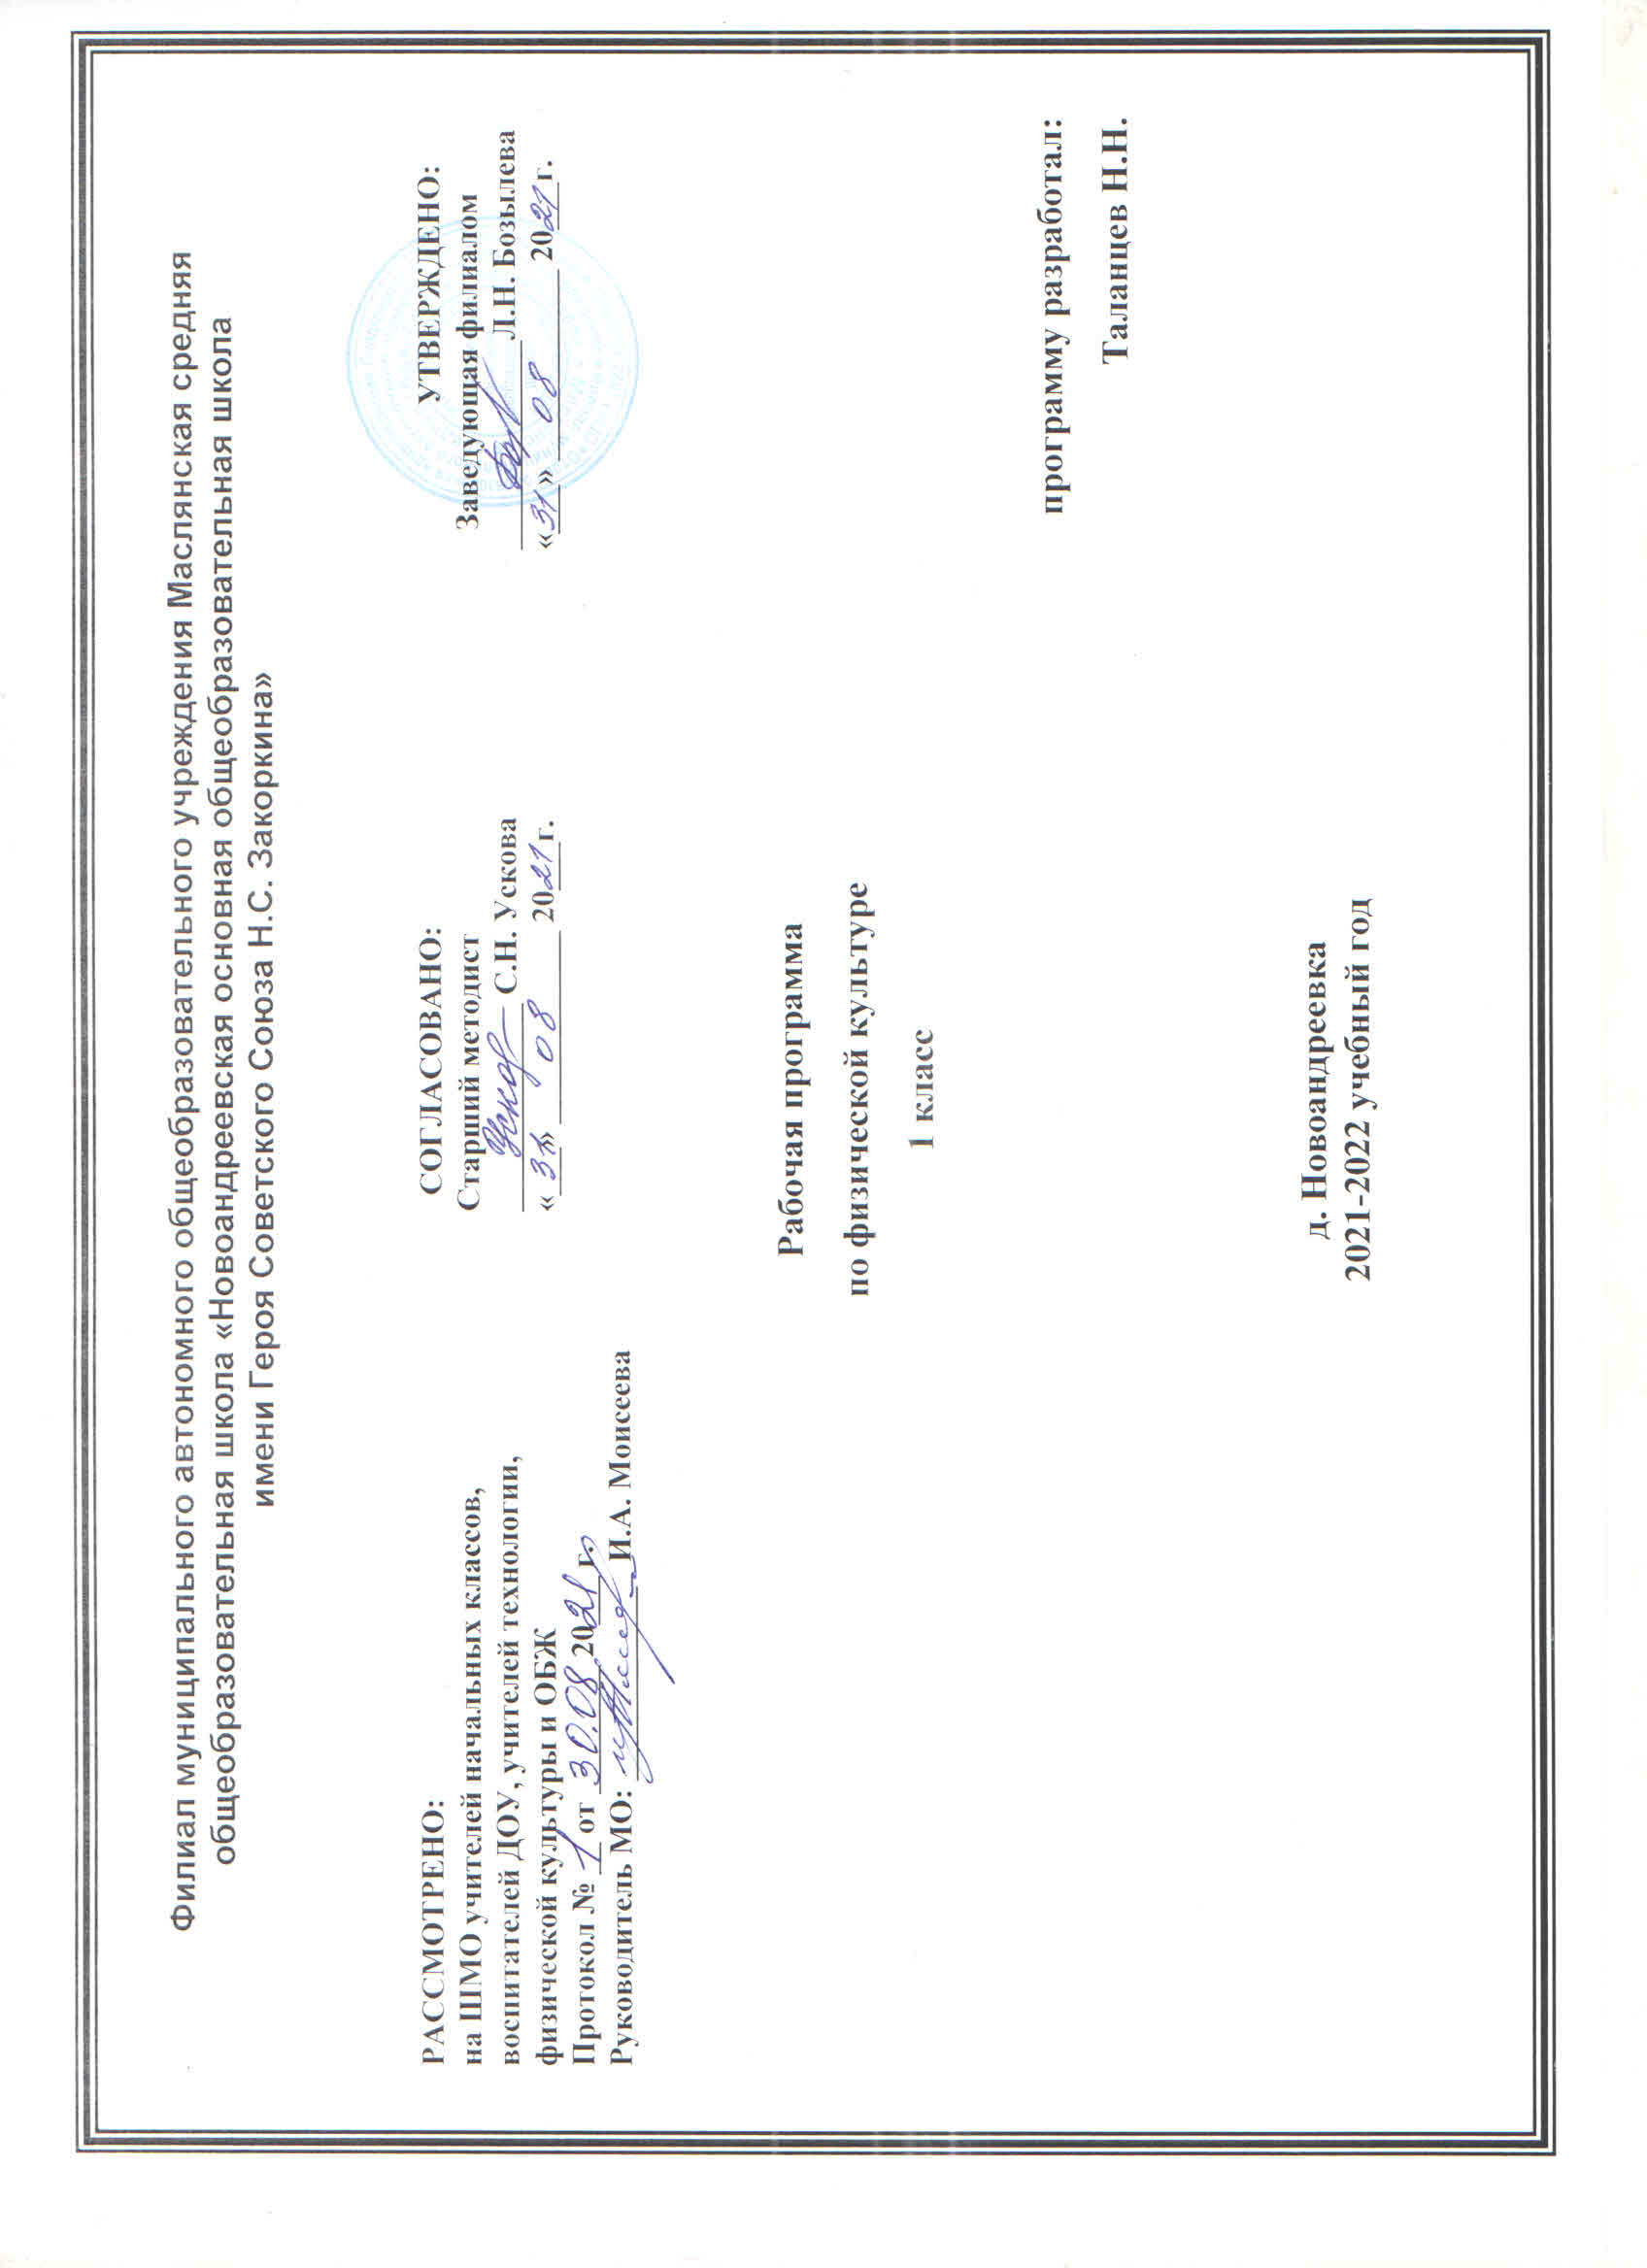 Филиал муниципального автономного общеобразовательного учреждения Маслянская средняя
общеобразовательная школа «Новоандреевская основная общеобразовательная школа
имени Героя Советского Союза Н.С. Закоркина»
РАССМОТРЕНО:
на ШМО учителей начальных классов,
воспитателей ДОУ, учителей технологии,
физической культуры и ОБЖ
Протокол № 1 от 30.08.2021 г.
Руководитель МО: И.А. Моисеева
СОГЛАСОВАНО:
Старший методист
Ускова С.Н. Ускова
«31» 08 2021 г.
УТВЕРЖДЕНО:
Заведующая филиалом
Л.Н. Бозылева
«31» 08 2021 г.
Рабочая программа
по физической культуре
1 класс
программу разработал:
Таланцев Н.Н.
д. Новоандреевка
2021-2022 учебный год